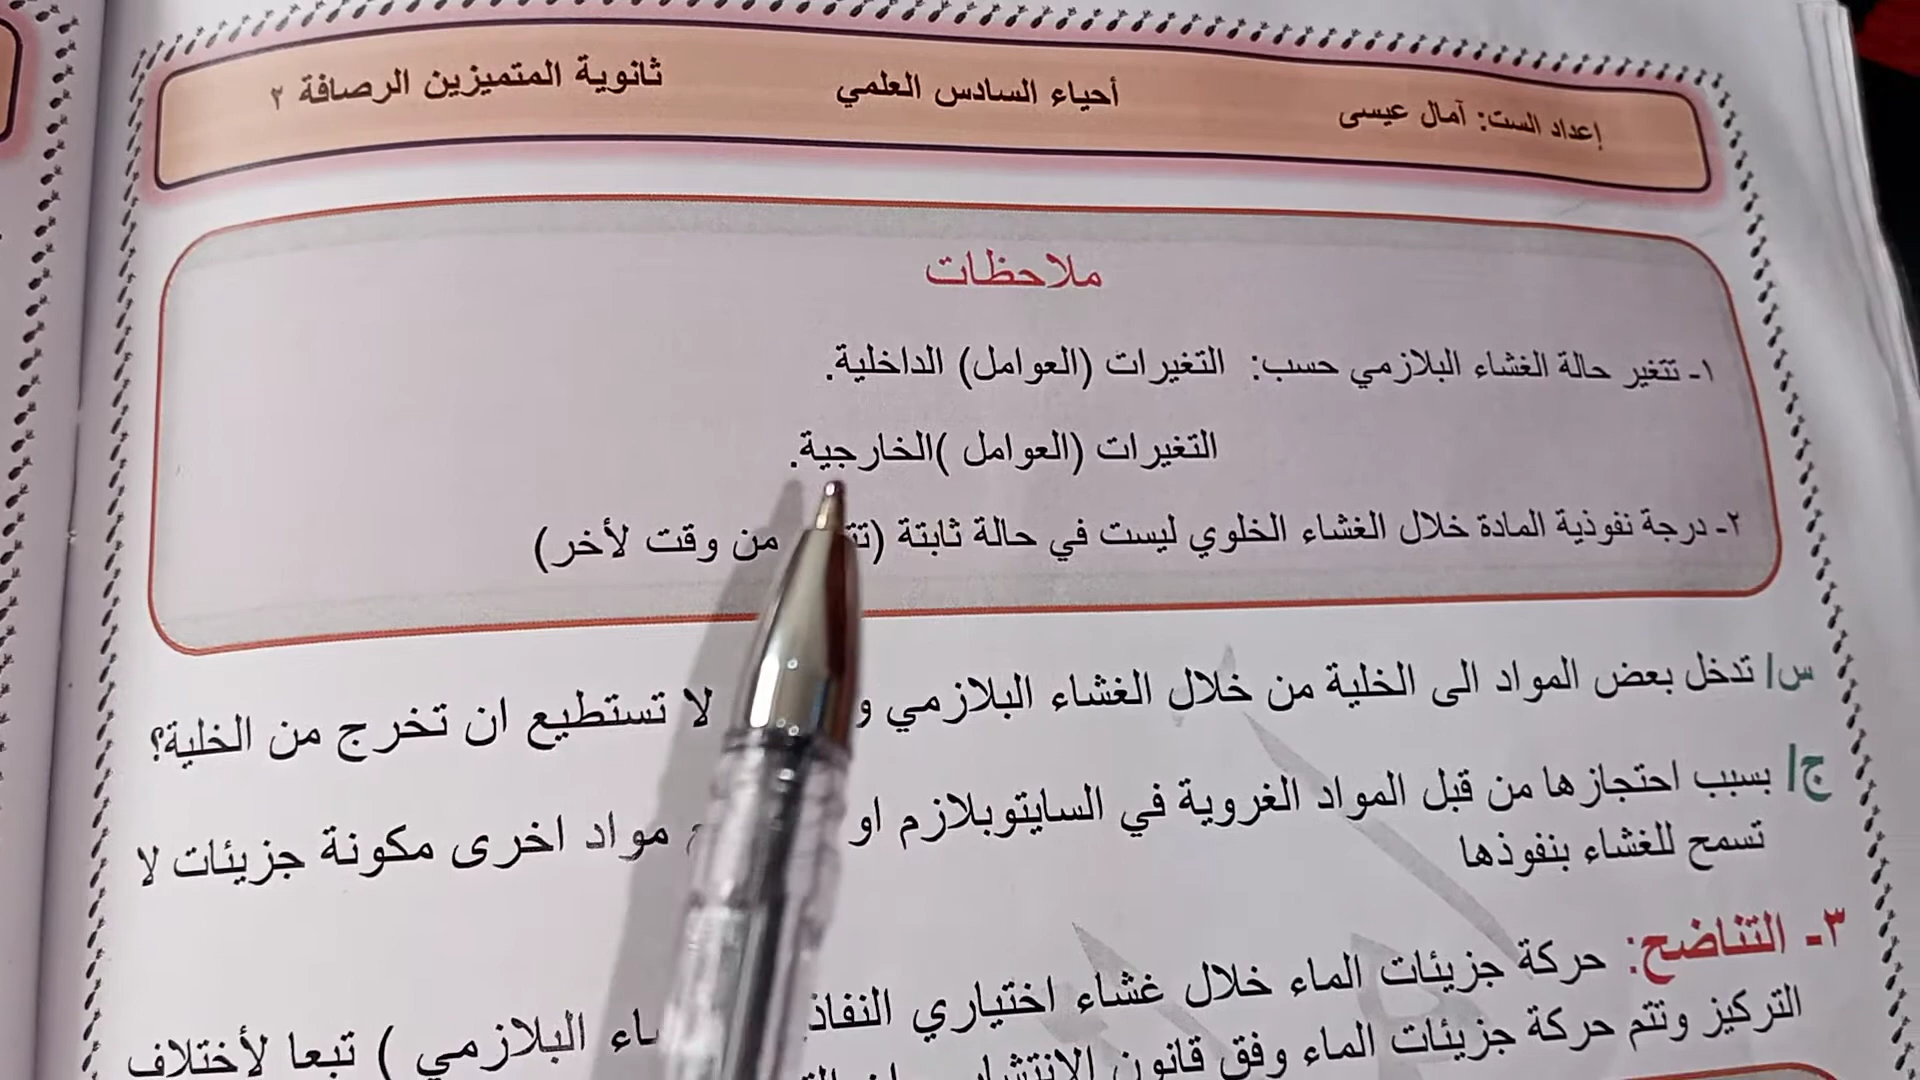 إعداد الست: آمال عيسى
أحياء السادس العلمي
ثانوية المتميزين الرصافة ٢
ملاحظات
١- تتغير حالة الغشاء البلازمي حسب: التغيرات (العوامل) الداخلية.
التغيرات (العوامل )الخارجية.
٢- درجة نفوذية المادة خلال الغشاء الخلوي ليست في حالة ثابتة ( من وقت لأخر)
س/ تدخل بعض المواد الى الخلية من خلال الغشاء البلازمي لا تستطيع ان تخرج من الخلية؟
ج/ بسبب احتجازها من قبل المواد الغروية في السايتوبلازم او مواد اخرى مكونة جزيئات لا
تسمح للغشاء بنفوذها
٣- التناضح: حركة جزيئات الماء خلال غشاء اختياري البلازمي ) تبعا لأختلاف
التركيز وتتم حركة جزيئات الماء وفق قانون الانتشار